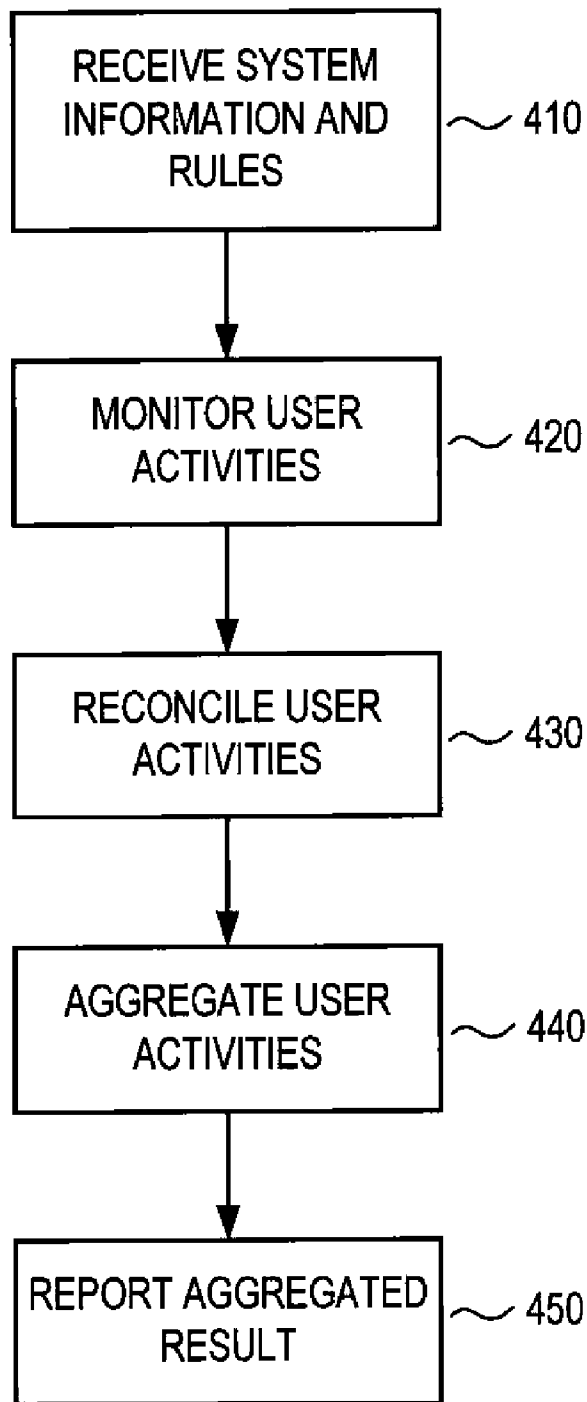 RECEIVE SYSTEM
INFORMATION AND
RULES
410
MONITOR USER
ACTIVITIES
420
RECONCILE USER
ACTIVITIES
430
AGGREGATE USER
ACTIVITIES
440
REPORT AGGREGATED
RESULT
450